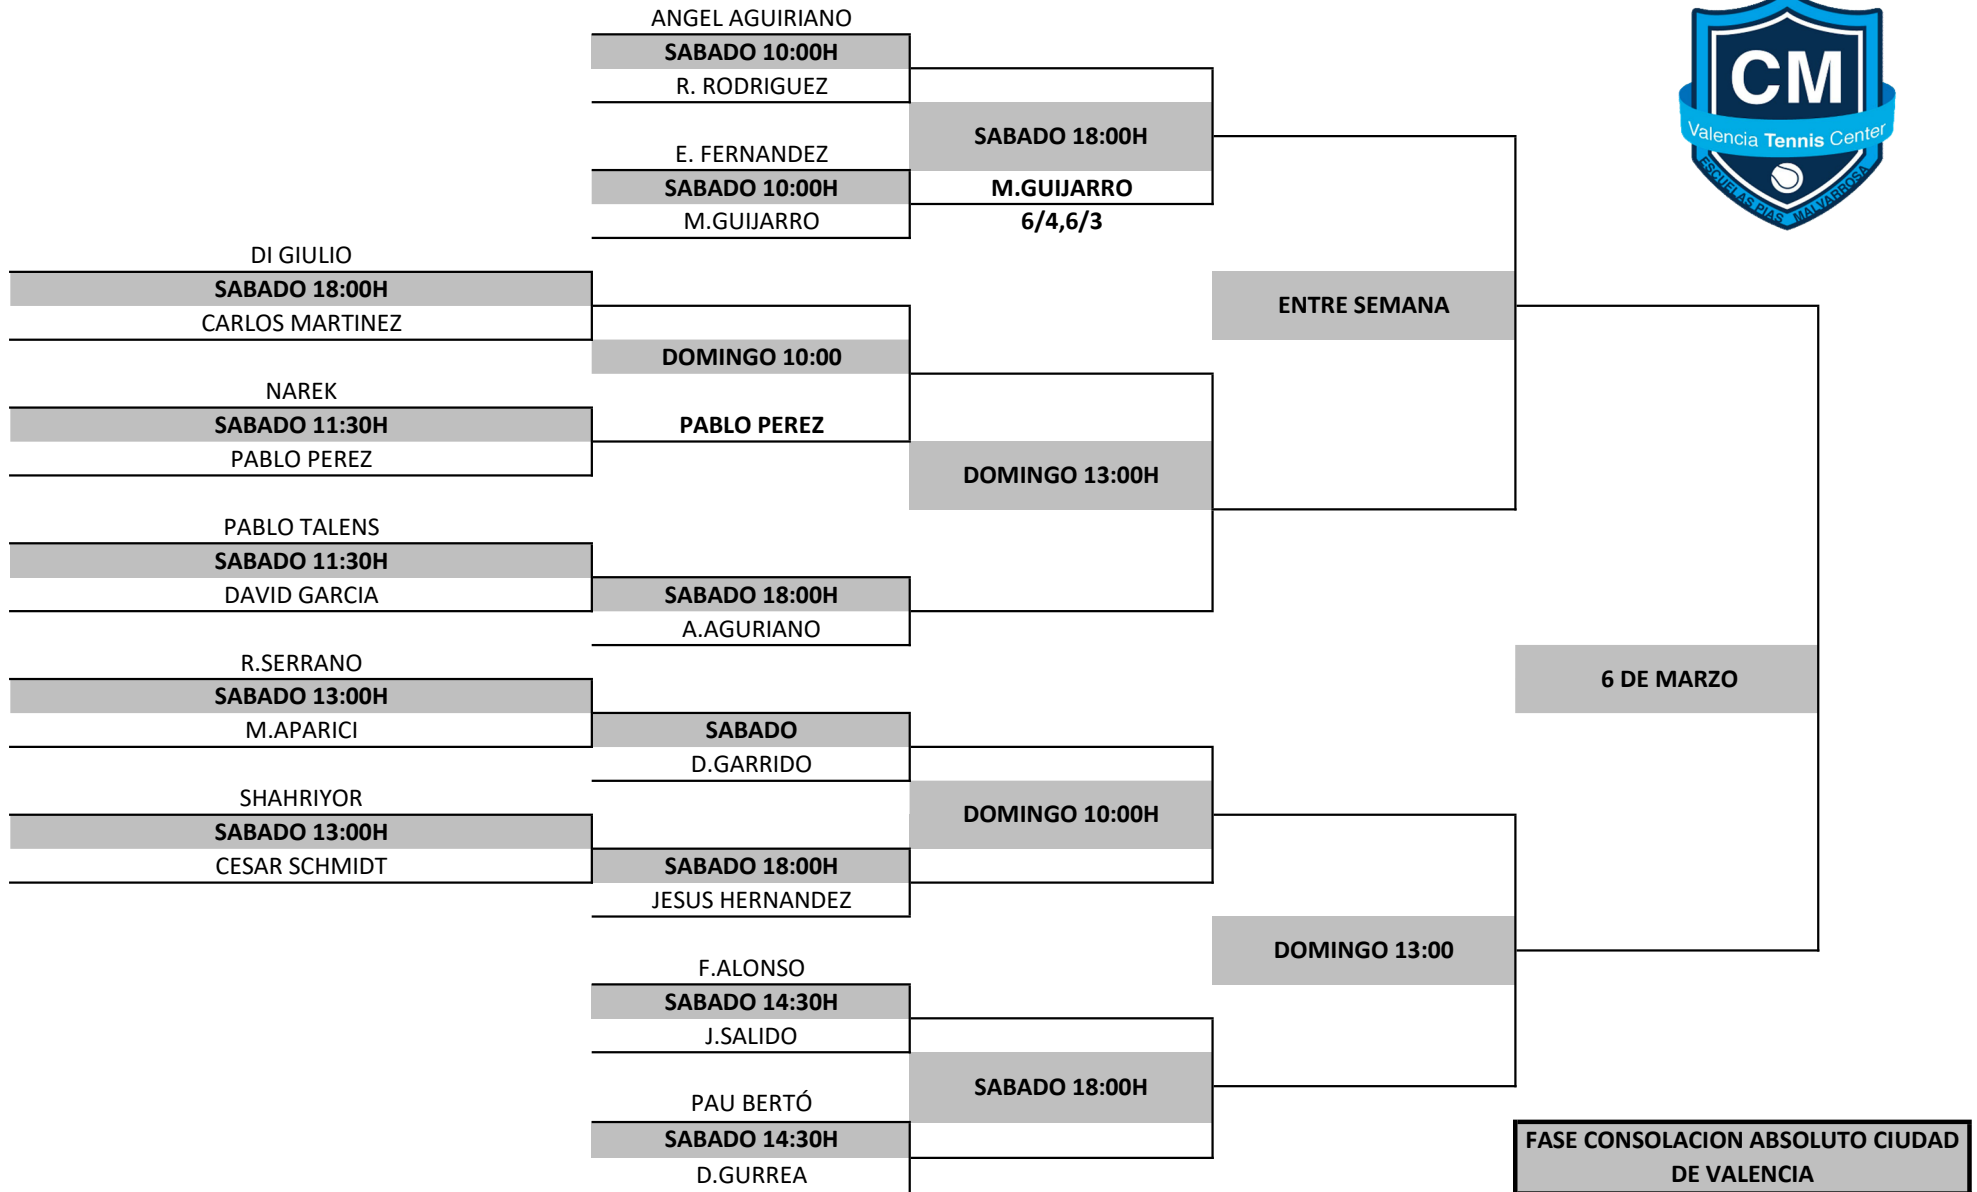 ANGEL AGUIRIANO
SABADO 10:00H
R. RODRIGUEZ
SABADO 18:00H
E. FERNANDEZ
SABADO 10:00H
M.GUIJARRO
M.GUIJARRO
6/4,6/3
DI GIULIO
SABADO 18:00H
CARLOS MARTINEZ
DOMINGO 10:00
NAREK
SABADO 11:30H
PABLO PEREZ
PABLO PEREZ
ENTRE SEMANA
DOMINGO 13:00H
PABLO TALENS
SABADO 11:30H
DAVID GARCIA
SABADO 18:00H
A.AGURIANO
R.SERRANO
SABADO 13:00H
M.APARICI
SABADO
D.GARRIDO
6 DE MARZO
SHAHRIYOR
SABADO 13:00H
CESAR SCHMIDT
DOMINGO 10:00H
SABADO 18:00H
JESUS HERNANDEZ
DOMINGO 13:00
F.ALONSO
SABADO 14:30H
J.SALIDO
SABADO 18:00H
PAU BERTÓ
SABADO 14:30H
D.GURREA
FASE CONSOLACION ABSOLUTO CIUDAD
DE VALENCIA
CM
Valencia Tennis Center
ESCUELAS PIAS MALVARROSA